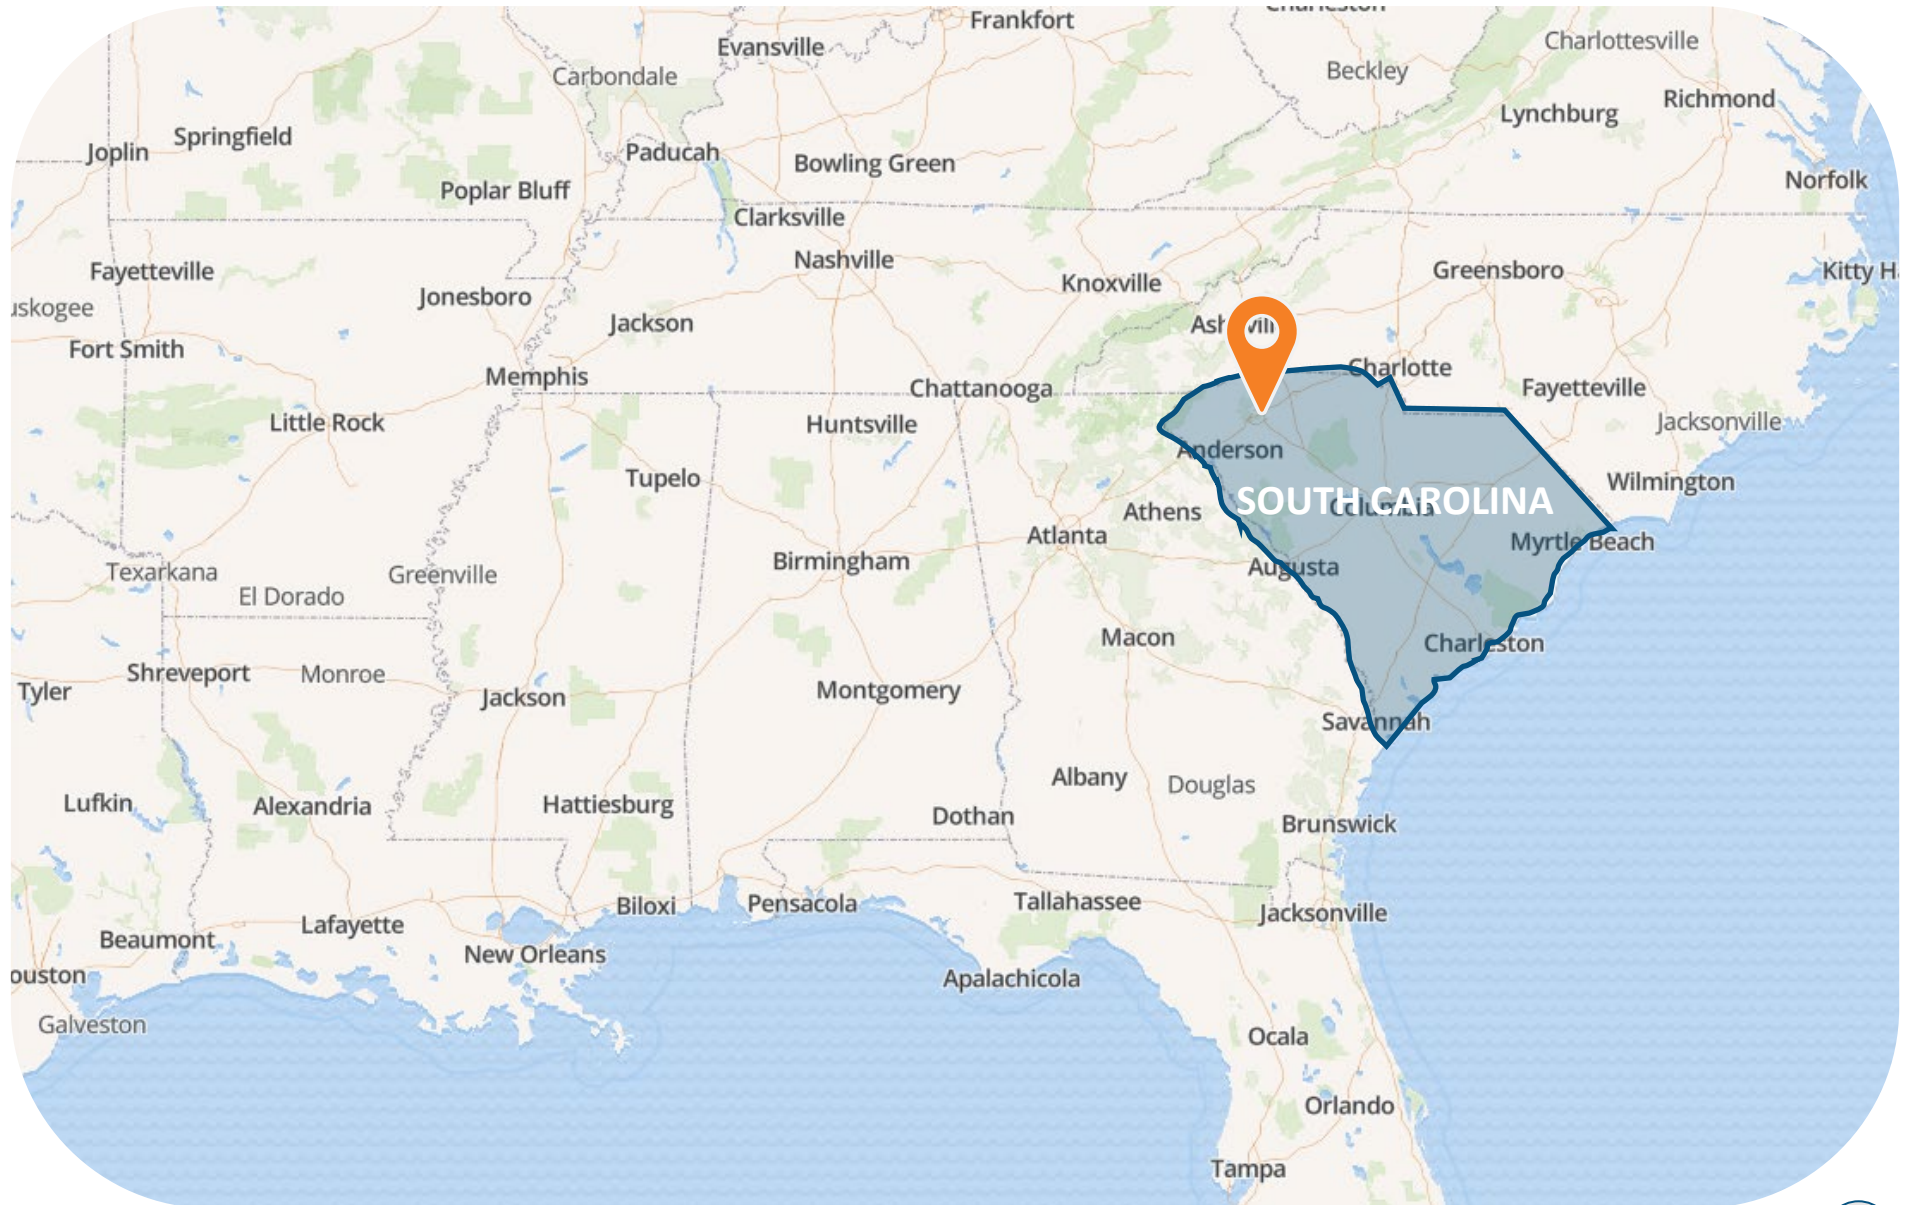 Frankfort
Charleston
Evansville
Charlottesville
Carbondale
Beckley
Richmond
Lynchburg
Springfield
Joplin
Paducah
Bowling Green
Norfolk
Poplar Bluff
Clarksville
Nashville
Fayetteville
Knoxville
Greensboro
Kitty H
Jonesboro
uskogee
Jackson
Fort Smith
Charlotte
Memphis
Chattanooga
Fayetteville
Little Rock
Huntsville
Jacksonville
Anderson
Tupelo
Wilmington
SOUTH CAROLINA
Columbia
Athens
Atlanta
Myrtle Beach
Birmingham
Augusta
Texarkana
Greenville
El Dorado
Macon
Charleston
Shreveport
Monroe
Tyler
Jackson
Montgomery
Savannah
Albany
Douglas
Lufkin
Alexandria
Hattiesburg
Dothan
Brunswick
Biloxi
Pensacola
Tallahassee
Jacksonville
Lafayette
Beaumont
New Orleans
ouston
Apalachicola
Galveston
Ocala
Orlando
Tampa